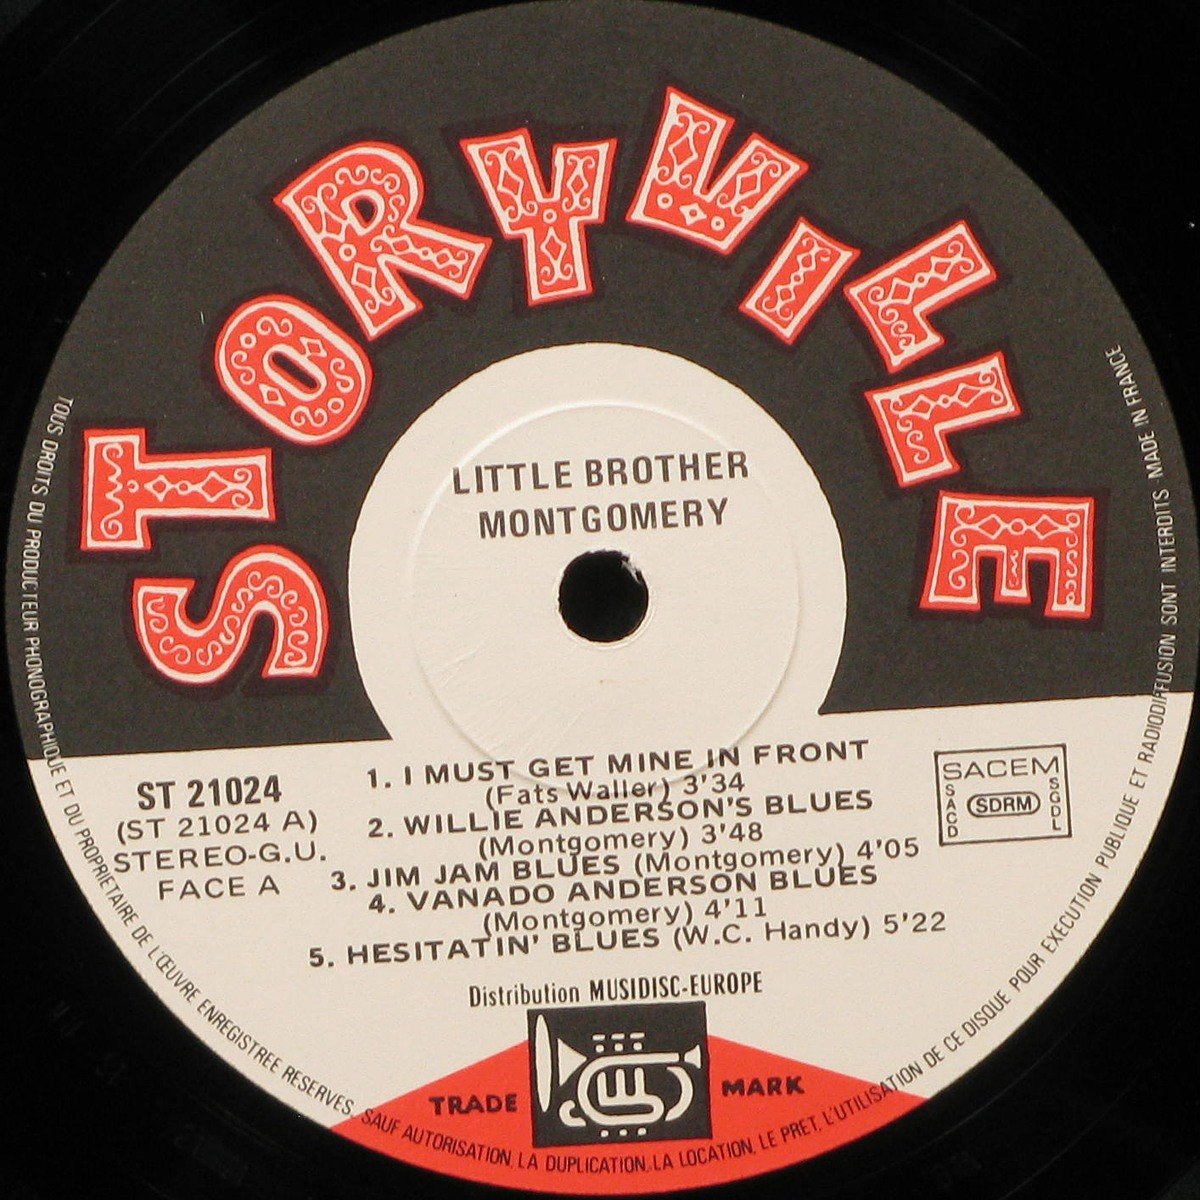 STORYVILLE
LITTLE BROTHER
MONTGOMERY
ST 21024
(ST 21024 A)
STEREO-G.U.
FACE A
1. I MUST GET MINE IN FRONT
(Fats Waller) 3'34
2. WILLIE ANDERSON'S BLUES
(Montgomery) 3'48
3. JIM JAM BLUES (Montgomery) 4'05
4. VANADO ANDERSON BLUES
(Montgomery) 4'11
5. HESITATIN' BLUES (W.C. Handy) 5'22
SACEM
SACD
SDRM
SGDL
Distribution MUSIDISC-EUROPE
TRADE MARK
TOUS DROITS DU PRODUCTEUR PHONOGRAPHIQUE ET DU PROPRIETAIRE DE L'ŒUVRE ENREGISTREE RESERVES. SAUF AUTORISATION, LA DUPLICATION, LA LOCATION, LE PRET, L'UTILISATION DE CE DISQUE POUR EXECUTION PUBLIQUE ET RADIODIFFUSION SONT INTERDITS MADE IN FRANCE